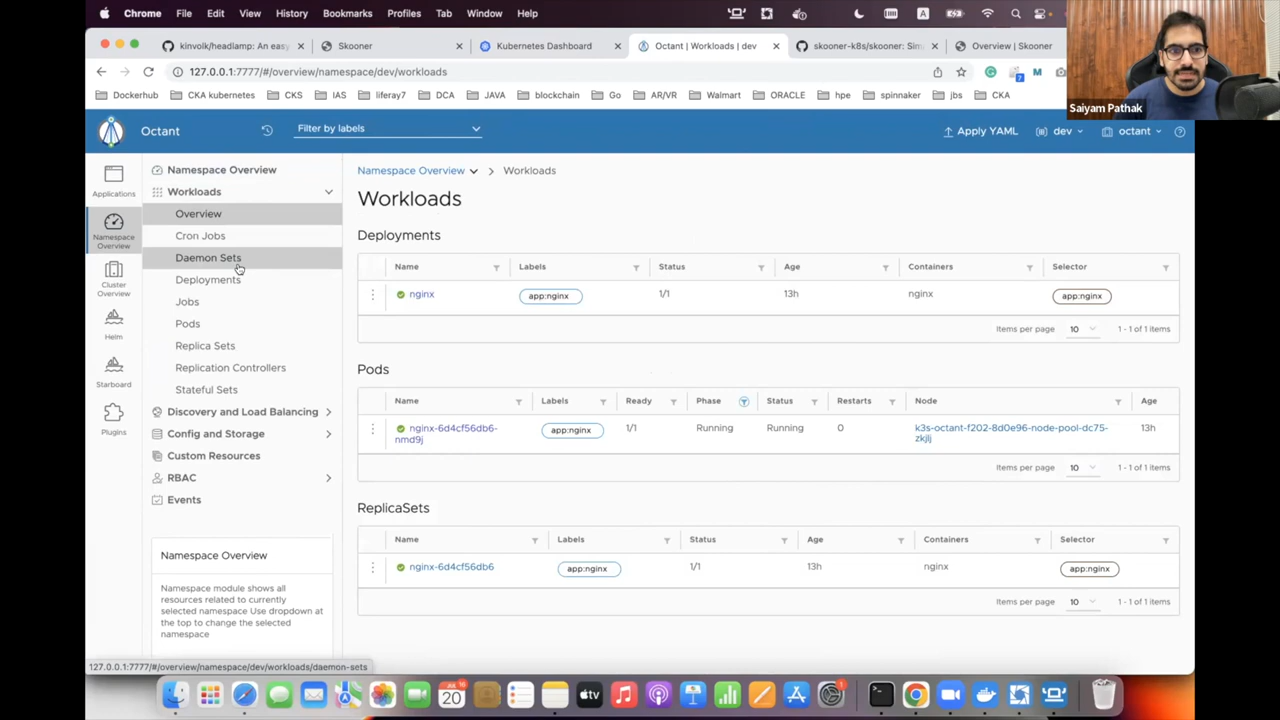 Chrome File Edit View History Bookmarks Profiles Tab Window Help
kinvolk/headlamp: An easy
Skooner
Kubernetes Dashboard
Octant | Workloads | dev
skooner-k8s/skooner: Sim
Overview | Skooner
127.0.0.1:7777/#/overview/namespace/dev/workloads
Dockerhub CKA kubernetes CKS IAS liferay7 DCA JAVA blockchain Go AR/VR Walmart ORACLE hpe spinnaker jbs CKA
Saiyam Pathak
Octant
Filter by labels
Apply YAML
dev
octant
Applications
Namespace Overview
Cluster Overview
Helm
Starboard
Plugins
Namespace Overview
Workloads
Overview
Cron Jobs
Daemon Sets
Deployments
Jobs
Pods
Replica Sets
Replication Controllers
Stateful Sets
Discovery and Load Balancing
Config and Storage
Custom Resources
RBAC
Events
Namespace Overview
Namespace module shows all
resources related to currently
selected namespace Use dropdown at
the top to change the selected
namespace
127.0.0.1:7777/#/overview/namespace/dev/workloads/daemon-sets
Namespace Overview > Workloads
Workloads
Deployments
Name Labels Status Age Containers Selector
nginx app:nginx 1/1 13h nginx app:nginx
Items per page 10 1 - 1 of 1 items
Pods
Name Labels Ready Phase Status Restarts Node Age
nginx-6d4cf56db6-nmd9j app:nginx 1/1 Running Running 0 k3s-octant-f202-8d0e96-node-pool-dc75-zkjlj 13h
Items per page 10 1 - 1 of 1 items
ReplicaSets
Name Labels Status Age Containers Selector
nginx-6d4cf56db6 app:nginx 1/1 13h nginx app:nginx
Items per page 10 1 - 1 of 1 items
20
tv